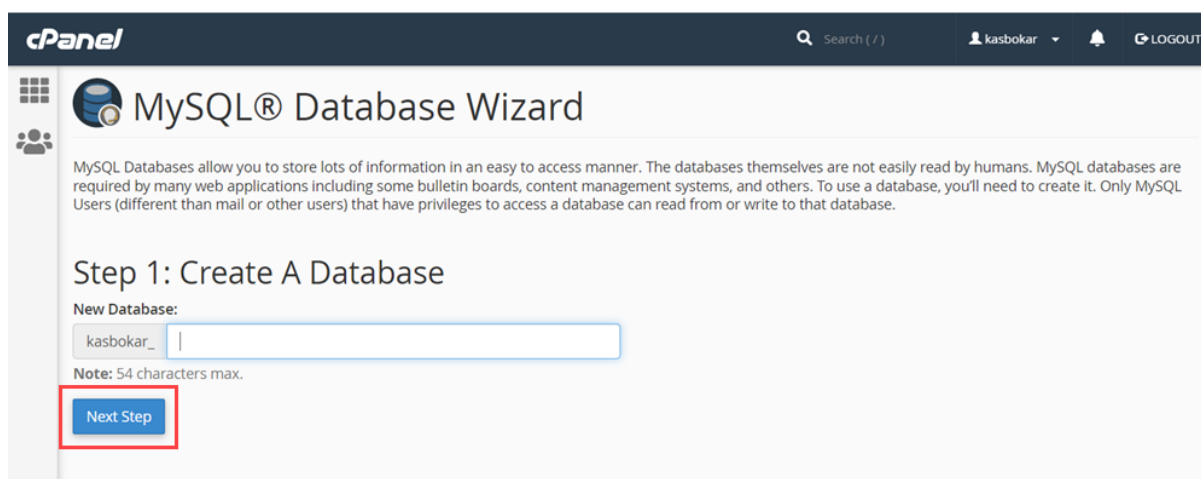 cPanel
Search ( / )
kasbokar
LOGOUT
MySQL® Database Wizard
MySQL Databases allow you to store lots of information in an easy to access manner. The databases themselves are not easily read by humans. MySQL databases are
required by many web applications including some bulletin boards, content management systems, and others. To use a database, you'll need to create it. Only MySQL
Users (different than mail or other users) that have privileges to access a database can read from or write to that database.
Step 1: Create A Database
New Database:
kasbokar_
Note: 54 characters max.
Next Step